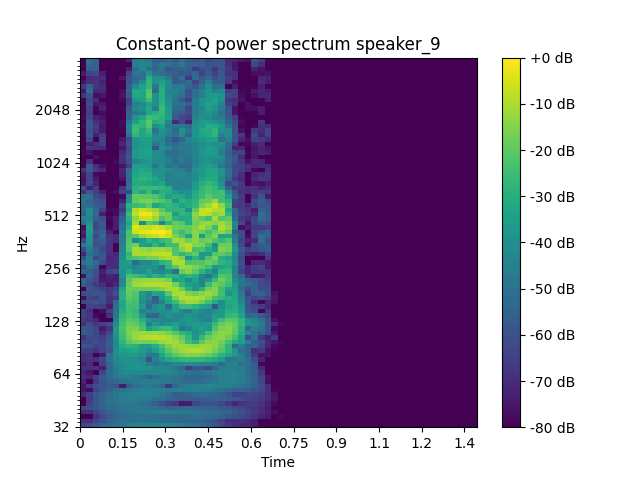 Constant-Q power spectrum speaker_9
+0 dB
2048
-10 dB
1024
-20 dB
512
-30 dB
Hz
-40 dB
256
-50 dB
128
-60 dB
64
-70 dB
32
-80 dB
0 0.15 0.3 0.45 0.6 0.75 0.9 1.1 1.2 1.4
Time